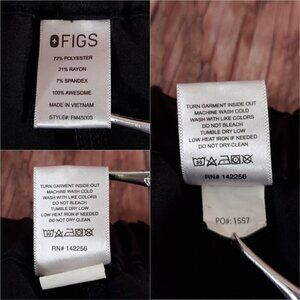 FIGS
72% POLYESTER
21% RAYON
7% SPANDEX
100% AWESOME
MADE IN VIETNAM
STYLE#: FM4500S
TURN GARMENT INSIDE OUT
MACHINE WASH COLD
WASH WITH LIKE COLORS
DO NOT BLEACH
TUMBLE DRY LOW
LOW HEAT IRON IF NEEDED
DO NOT DRY CLEAN
RN# 142256
TURN GARMENT INSIDE OUT
MACHINE WASH COLD
WASH WITH LIKE COLORS
DO NOT BLEACH
TUMBLE DRY LOW
LOW HEAT IRON IF NEEDED
DO NOT DRY CLEAN
RN# 142256
PO#: 1557